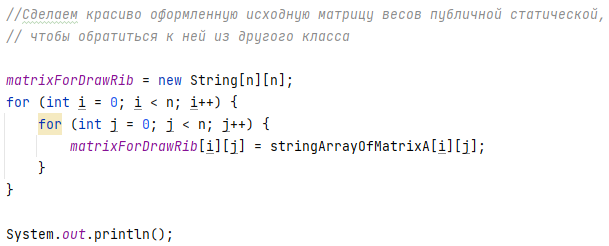 //Сделаем красиво оформленную исходную матрицу весов публичной статической,
// чтобы обратиться к ней из другого класса
matrixForDrawRib = new String[n][n];
for (int i = 0; i < n; i++) {
for (int j = 0; j < n; j++) {
matrixForDrawRib[i][j] = stringArrayOfMatrixA[i][j];
}
}
System.out.println();